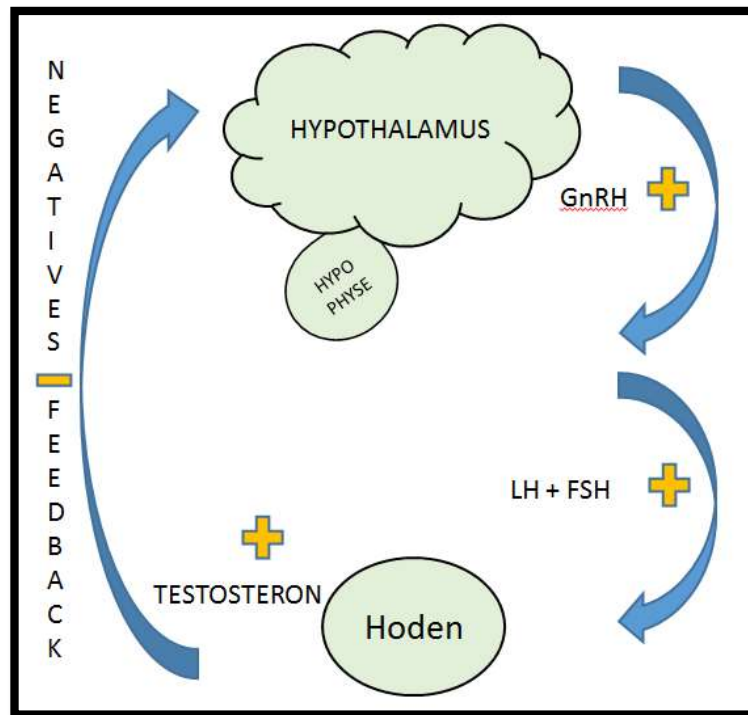 NEGATIVES
FEEDBACK
HYPOTHALAMUS
HYPO
PHYSE
GnRH
LH + FSH
TESTOSTERON
Hoden